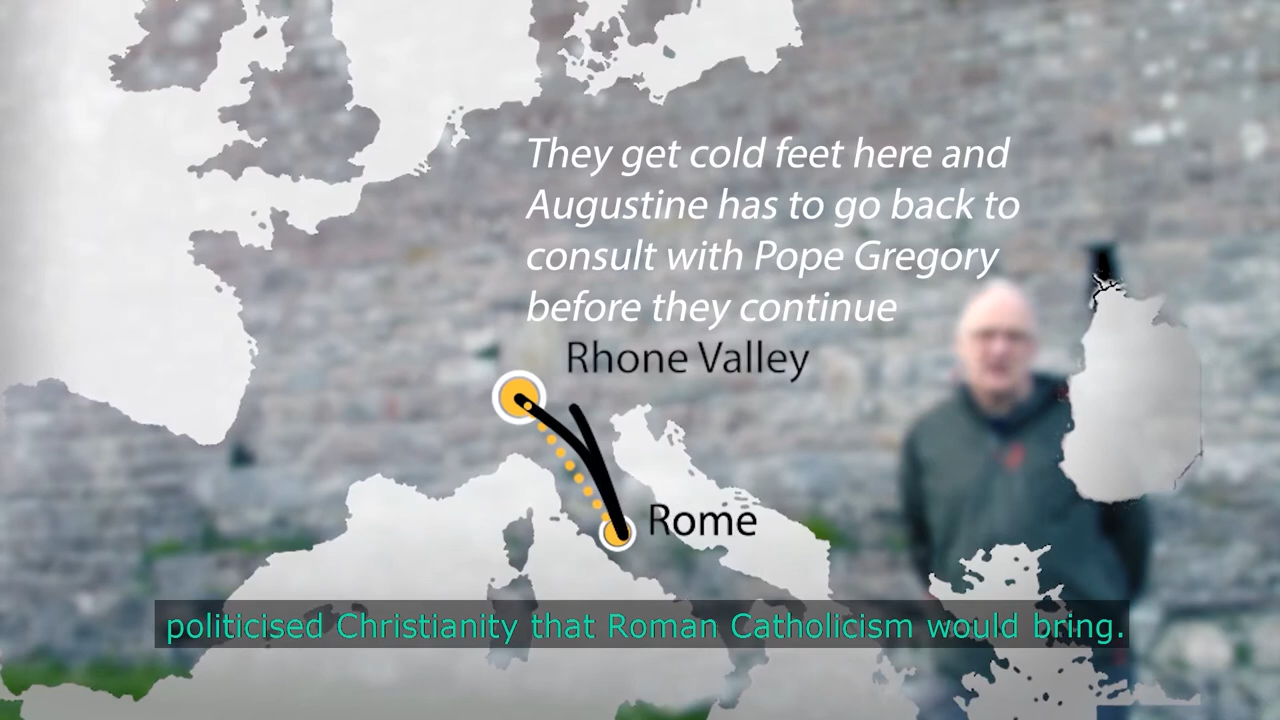 They get cold feet here and
Augustine has to go back to
consult with Pope Gregory
before they continue
Rhone Valley
Rome
politicised Christianity that Roman Catholicism would bring.